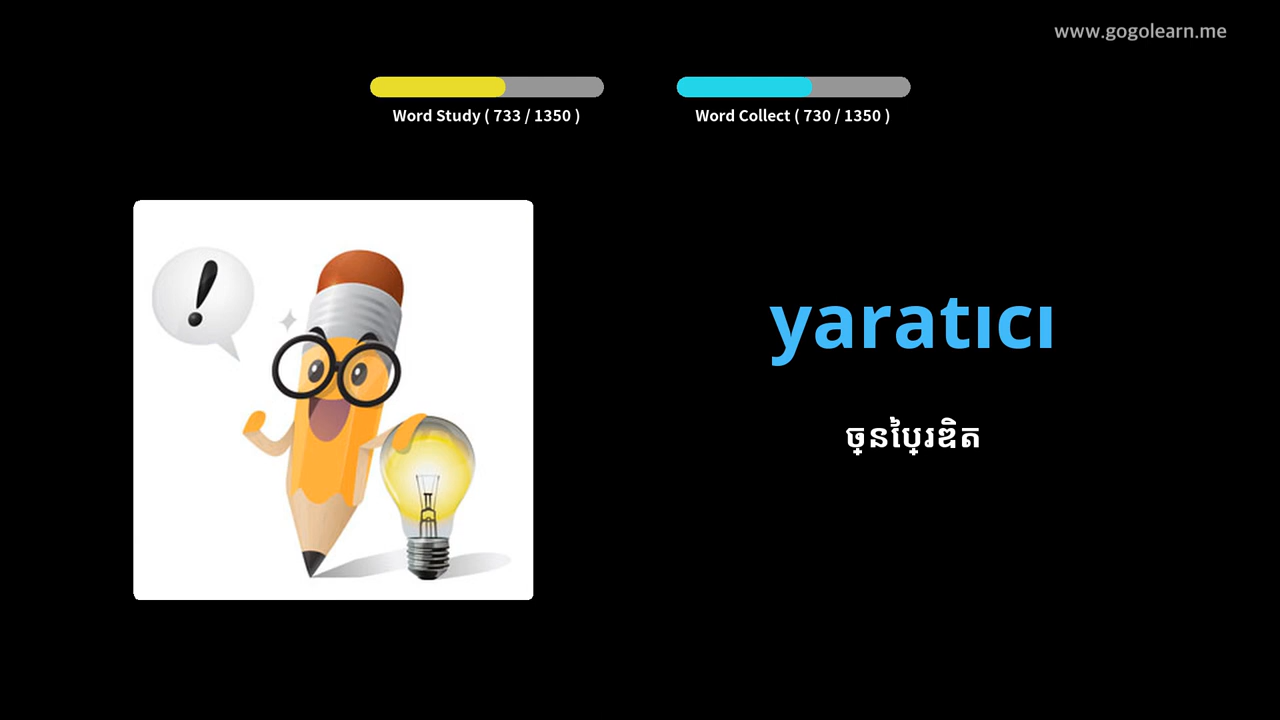 www.gogolearn.me
Word Study ( 733 / 1350 )
Word Collect ( 730 / 1350 )
yaratıcı
ច្នៃប្រឌិត